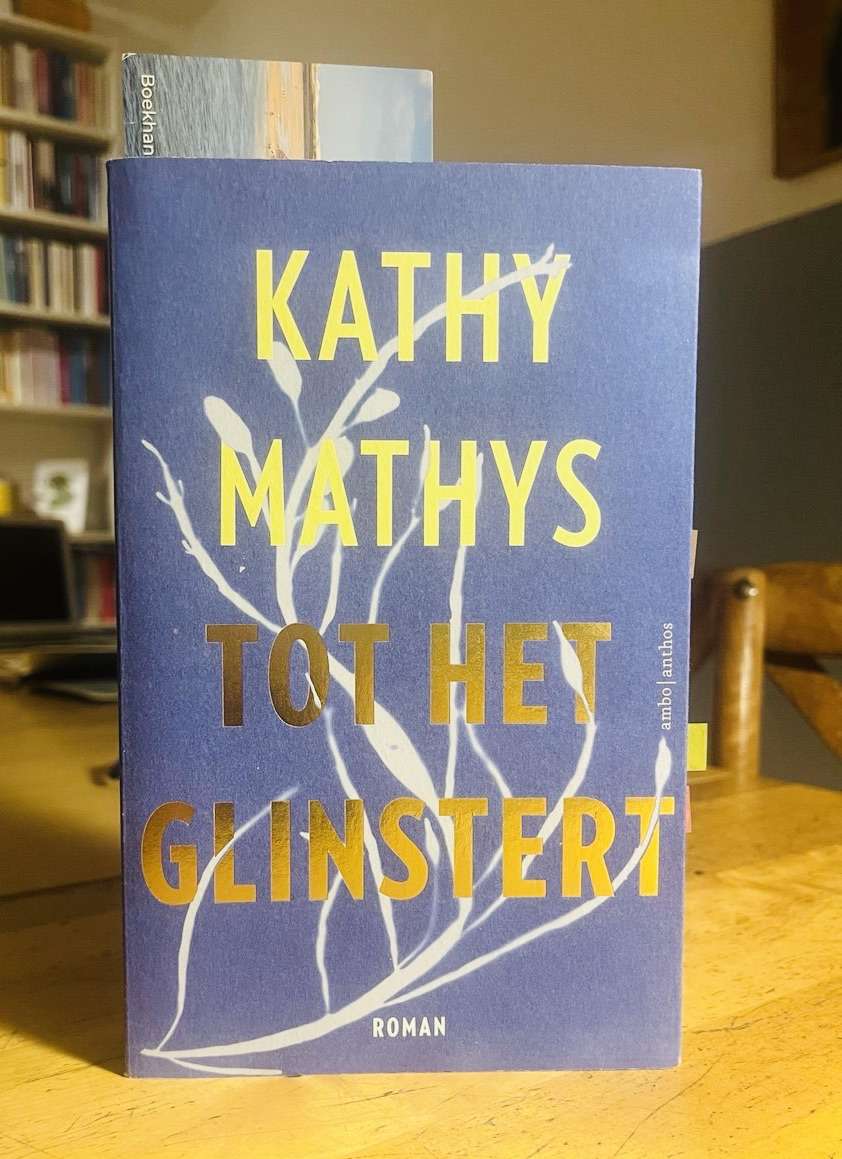 Boekhan
KATHY
MATHYS
TOT HET
GLINSTERT
ambo|anthos
ROMAN